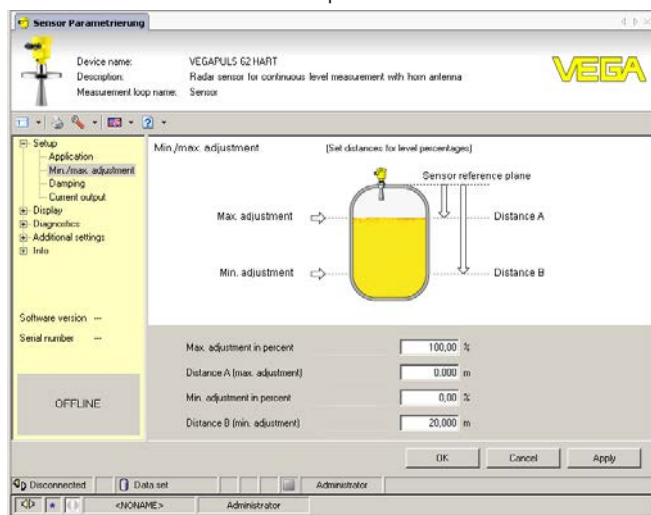 Sensor Parametrierung
Device name: VEGAPULS 62 HART
Description: Radar sensor for continuous level measurement with horn antenna
Measurement loop name: Sensor
VEGA
Setup
Application
Min./max. adjustment
Damping
Current output
Display
Diagnostics
Additional settings
Info
Software version ---
Serial number ---
OFFLINE
Min./max. adjustment (Set distances for level percentages)
Sensor reference plane
Max. adjustment
Distance A
Min. adjustment
Distance B
Max. adjustment in percent 100,00 %
Distance A (max. adjustment) 0,000 m
Min. adjustment in percent 0,00 %
Distance B (min. adjustment) 20,000 m
OK Cancel Apply
Disconnected Data set Administrator
<NONAME> Administrator